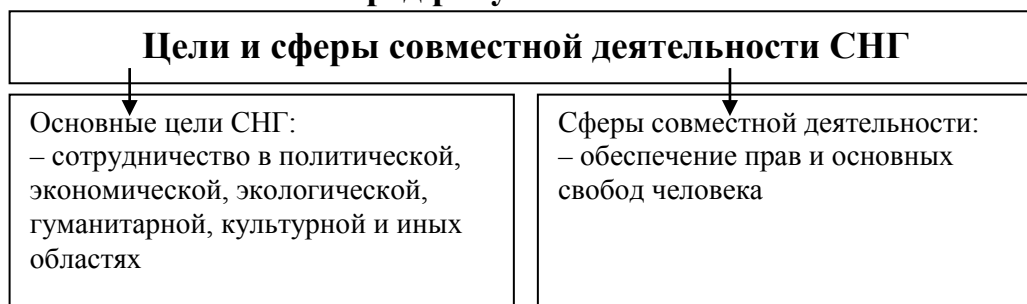 Цели и сферы совместной деятельности СНГ
Основные цели СНГ:
– сотрудничество в политической,
экономической, экологической,
гуманитарной, культурной и иных
областях
Сферы совместной деятельности:
– обеспечение прав и основных
свобод человека